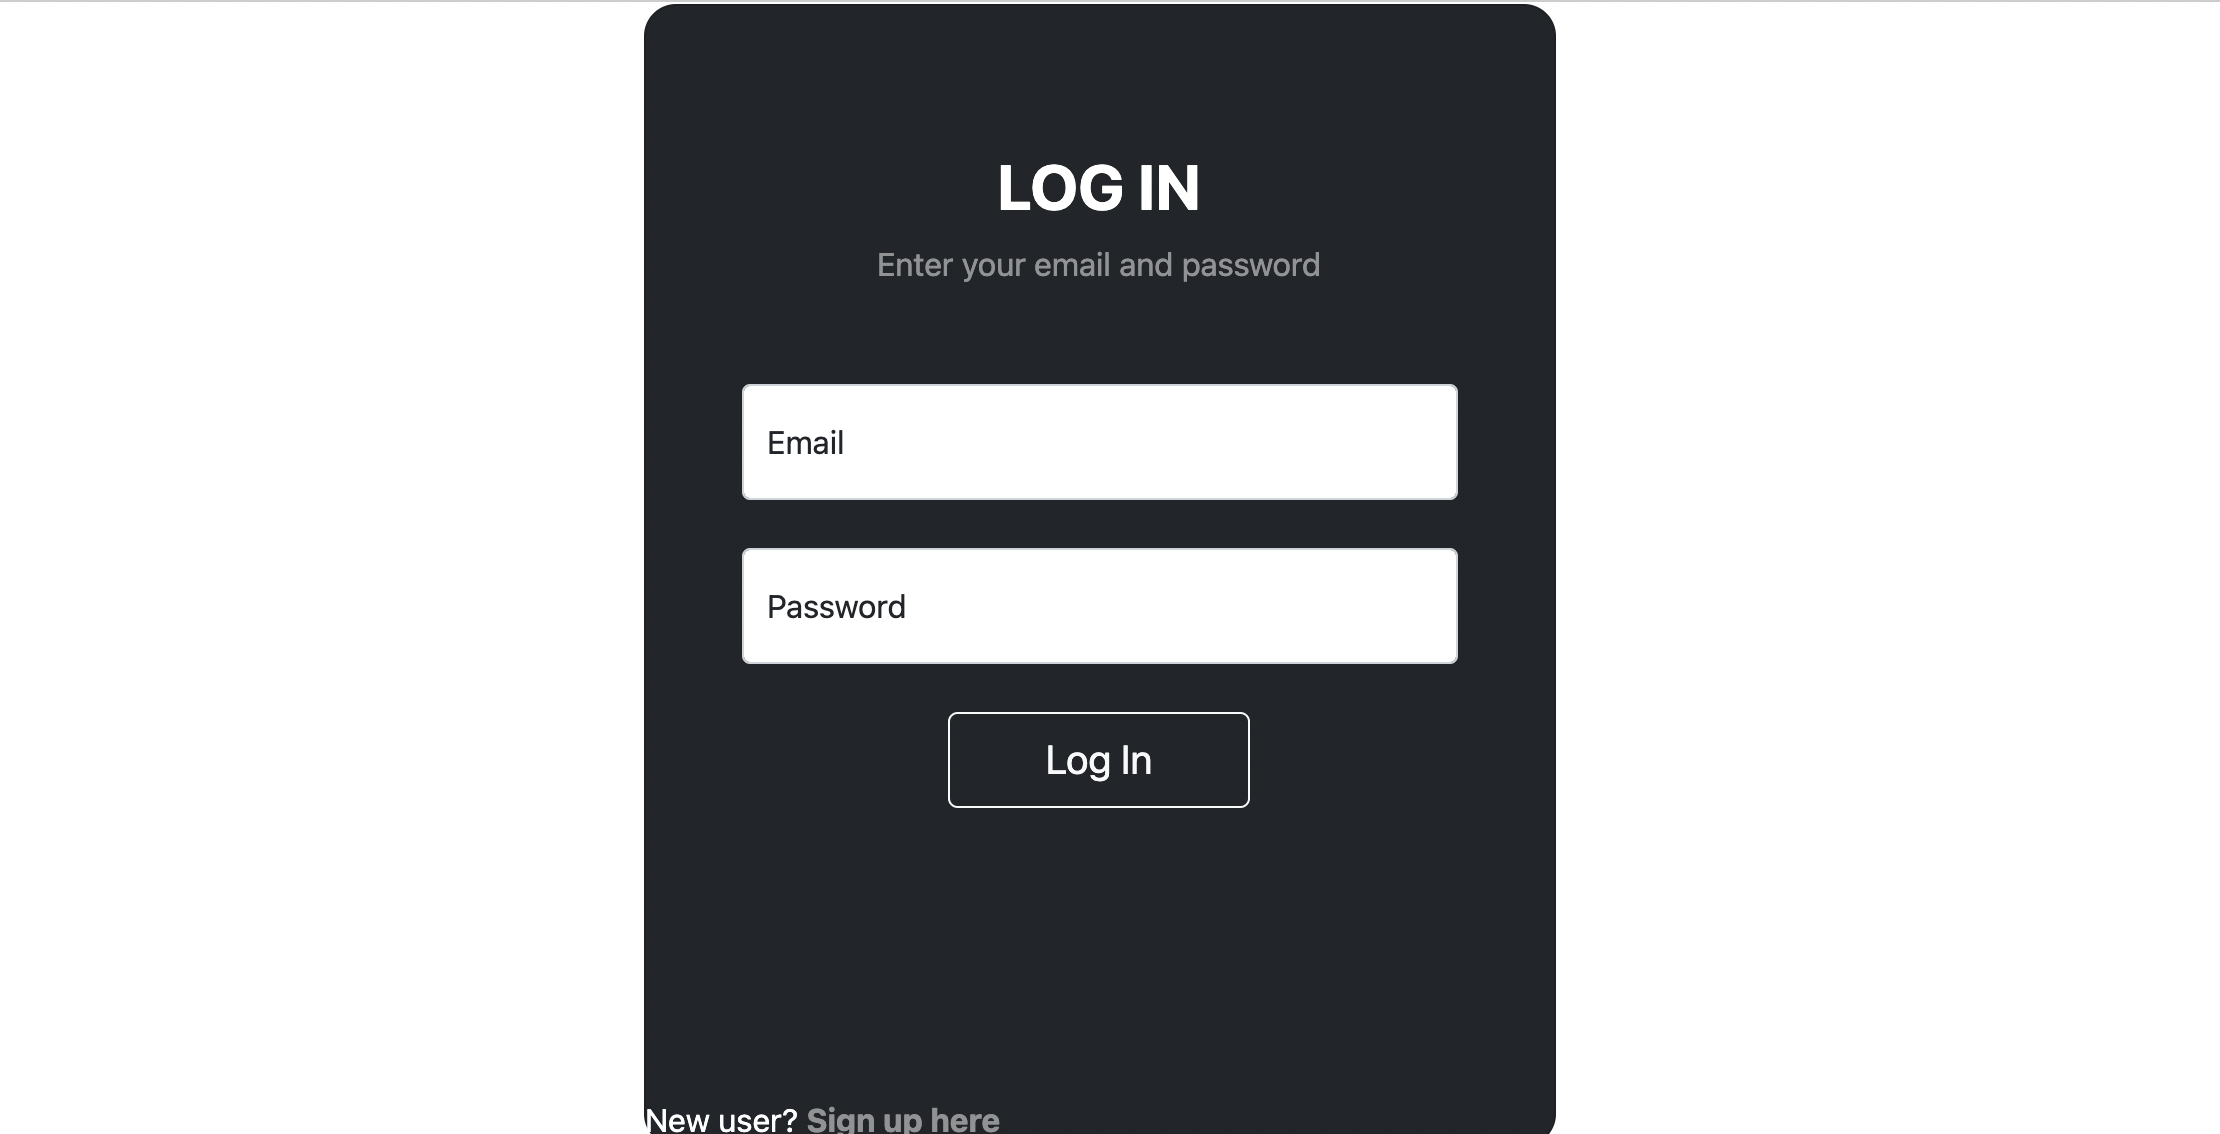 LOG IN
Enter your email and password
Email
Password
Log In
New user? Sign up here